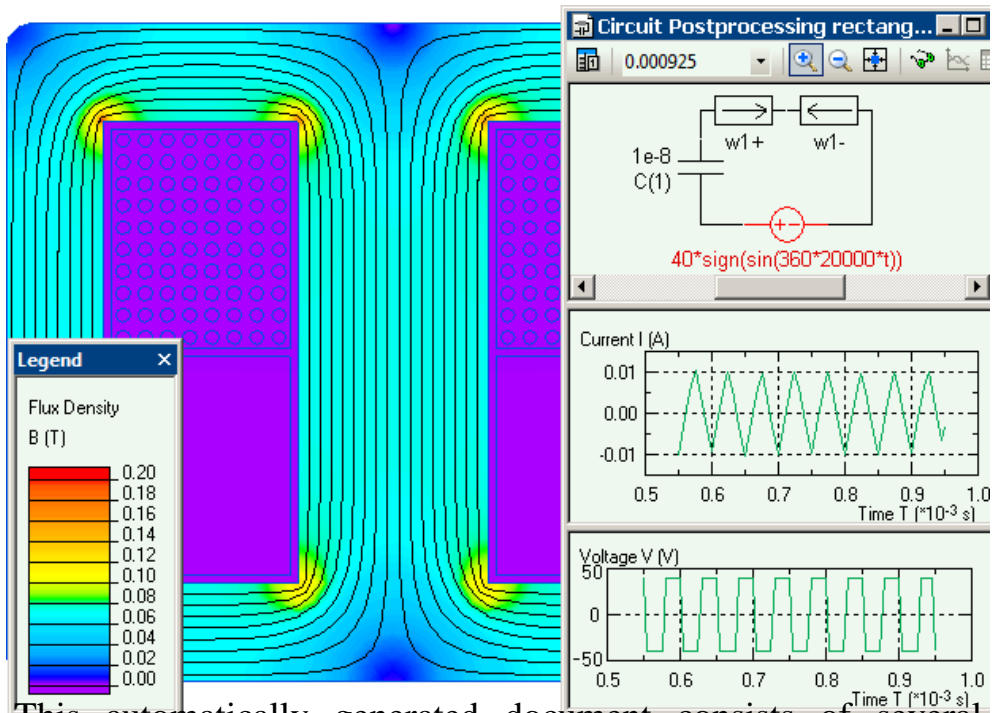 Circuit Postprocessing rectang...
0.000925
w1+ w1-
1e-8
C(1)
40*sign(sin(360*20000*t))
Current I (A)
0.01
0.00
-0.01
0.5 0.6 0.7 0.8 0.9 1.0
Time T (*10-3 s)
Voltage V (V)
50
0
-50
0.5 0.6 0.7 0.8 0.9 1.0
Time T (*10-3 s)
Legend
Flux Density
B (T)
0.20
0.18
0.16
0.14
0.12
0.10
0.08
0.06
0.04
0.02
0.00
This automatically generated document consists of several